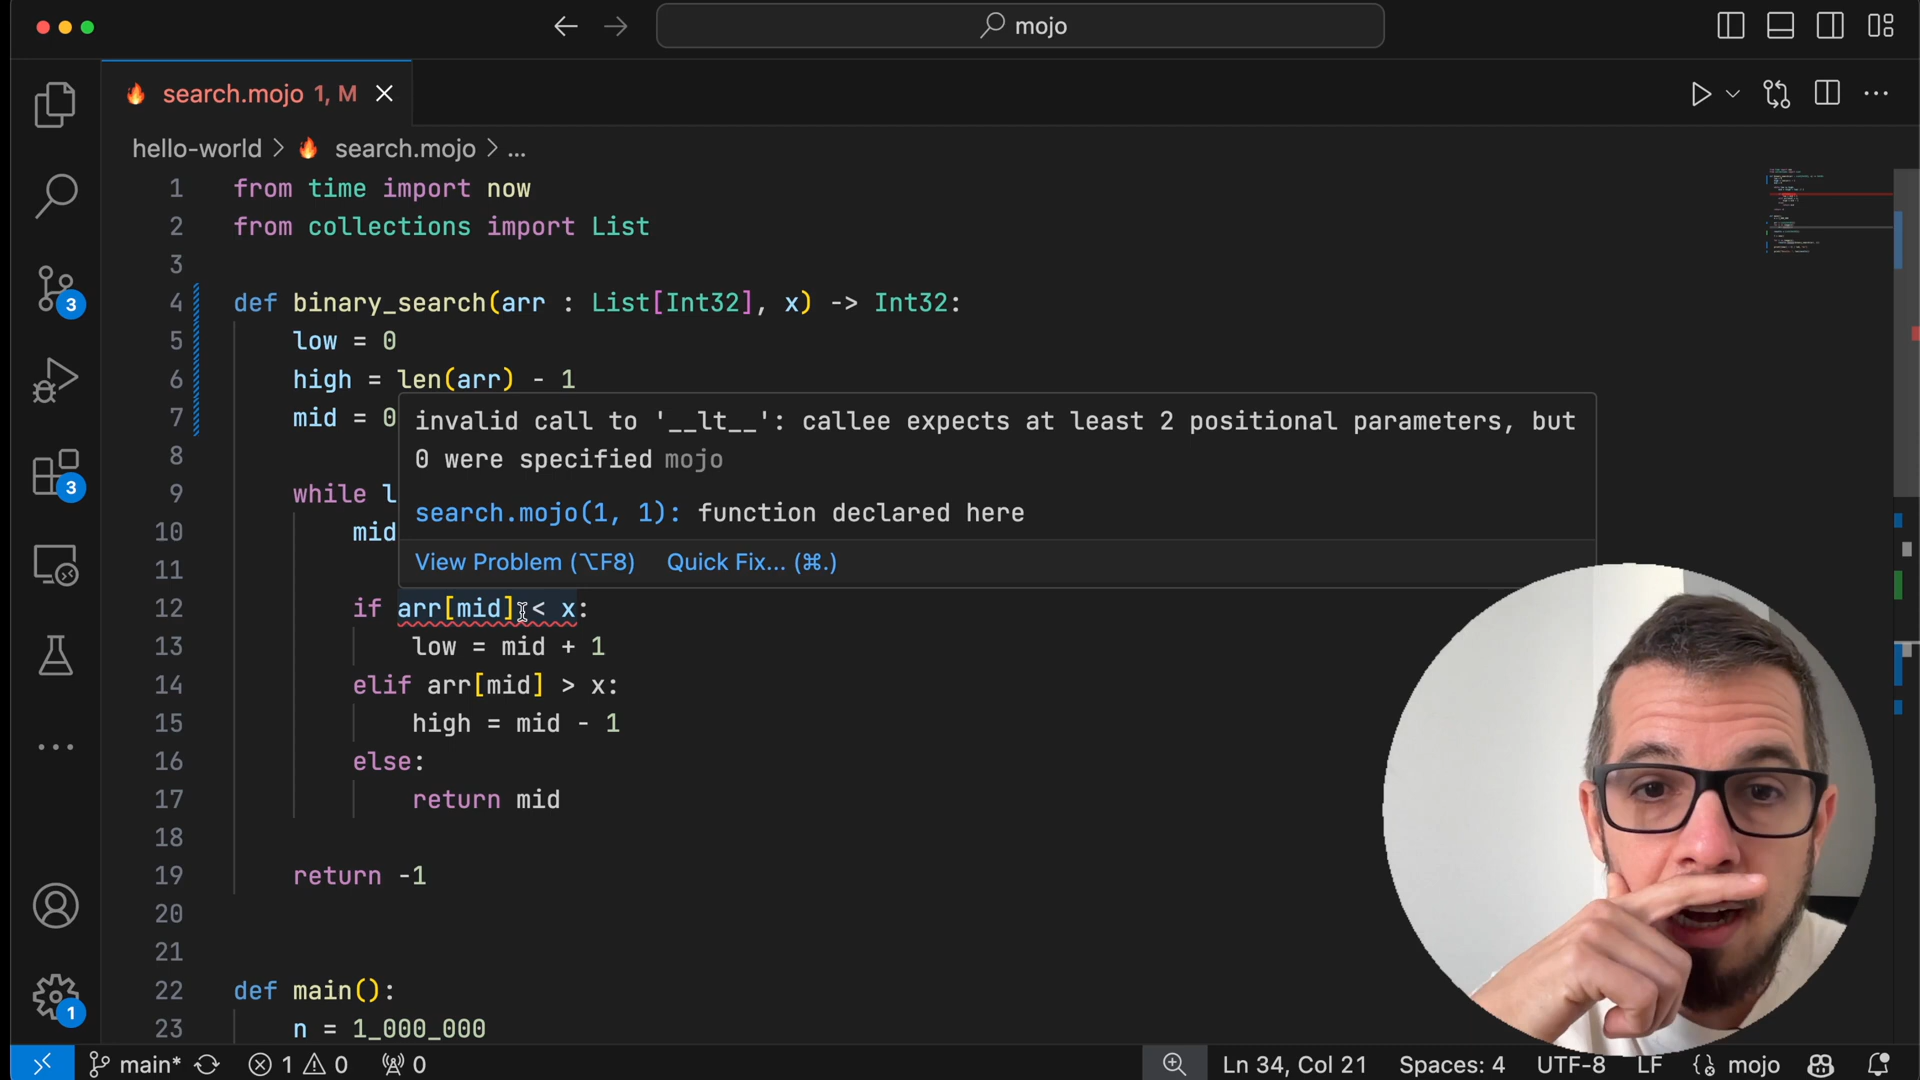 mojo
search.mojo 1, M
hello-world > search.mojo > ...
1 from time import now
2 from collections import List
3
4 def binary_search(arr : List[Int32], x) -> Int32:
5 low = 0
6 high = len(arr) - 1
7 mid = 0
invalid call to '__lt__': callee expects at least 2 positional parameters, but
0 were specified mojo
8
9 while l
search.mojo(1, 1): function declared here
10 mid
View Problem (⌥F8) Quick Fix... (⌘.)
11
12 if arr[mid] < x:
13 low = mid + 1
14 elif arr[mid] > x:
15 high = mid - 1
16 else:
17 return mid
18
19 return -1
20
21
22 def main():
23 n = 1_000_000
3
3
1
main* 1 0 0 Ln 34, Col 21 Spaces: 4 UTF-8 LF mojo